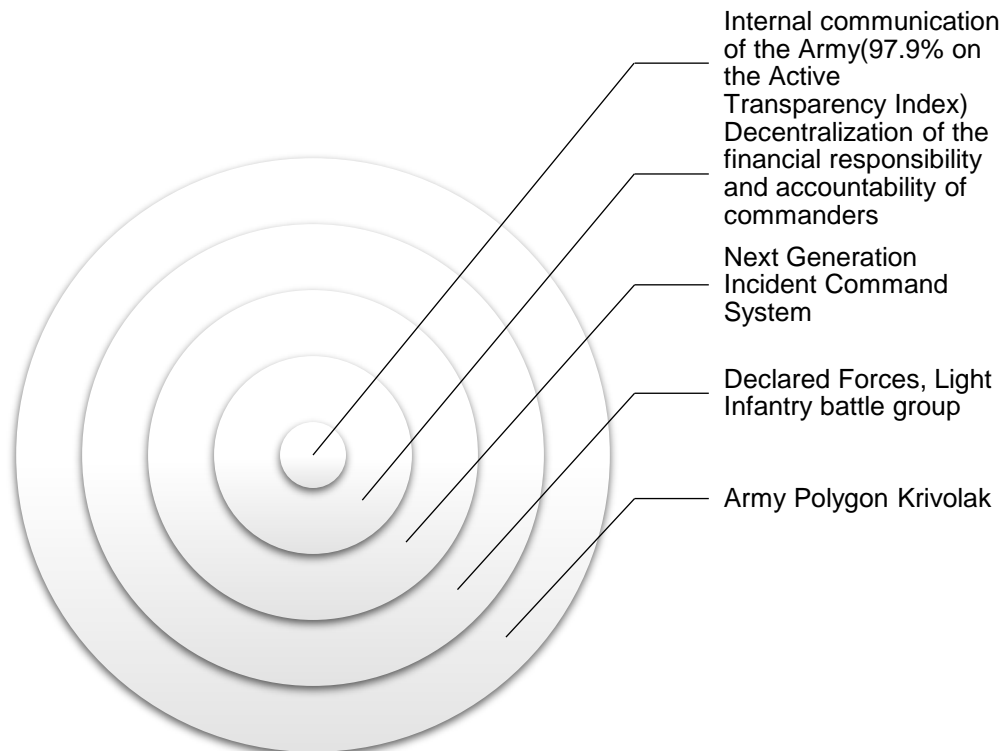 Internal communication
of the Army(97.9% on
the Active
Transparency Index)
Decentralization of the
financial responsibility
and accountability of
commanders
Next Generation
Incident Command
System
Declared Forces, Light
Infantry battle group
Army Polygon Krivolak